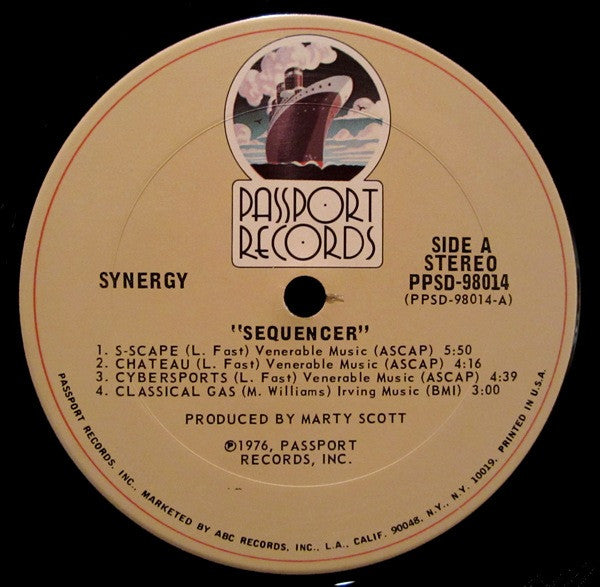 PASSPORT
RECORDS
SYNERGY
SIDE A
STEREO
PPSD-98014
(PPSD-98014-A)
"SEQUENCER"
1. S-SCAPE (L. Fast) Venerable Music (ASCAP) 5:50
2. CHATEAU (L. Fast) Venerable Music (ASCAP) 4:16
3. CYBERSPORTS (L. Fast) Venerable Music (ASCAP) 4:39
4. CLASSICAL GAS (M. Williams) Irving Music (BMI) 3:00
PRODUCED BY MARTY SCOTT
℗1976, PASSPORT
RECORDS, INC.
PASSPORT RECORDS, INC., MARKETED BY ABC RECORDS, INC., L.A., CALIF. 90048, N.Y., N.Y. 10019. PRINTED IN U.S.A.